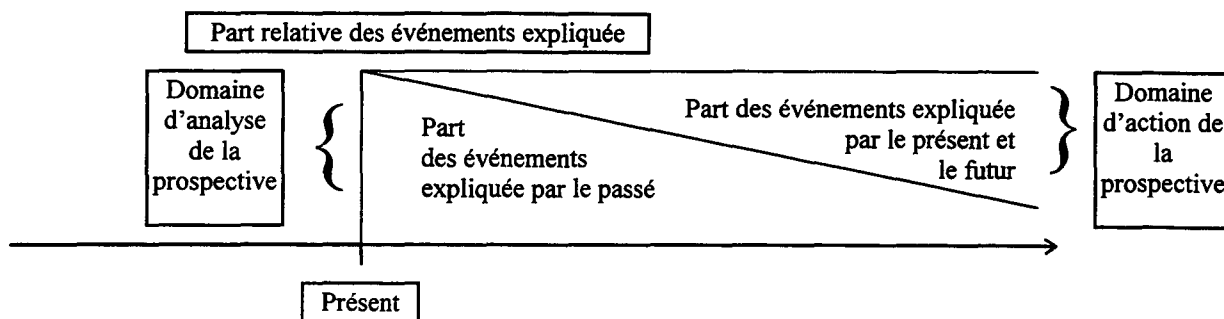 Part relative des événements expliquée
Domaine
d'analyse
de la
prospective
Part
des événements
expliquée par le passé
Part des événements expliquée
par le présent et
le futur
Domaine
d'action de
la
prospective
Présent